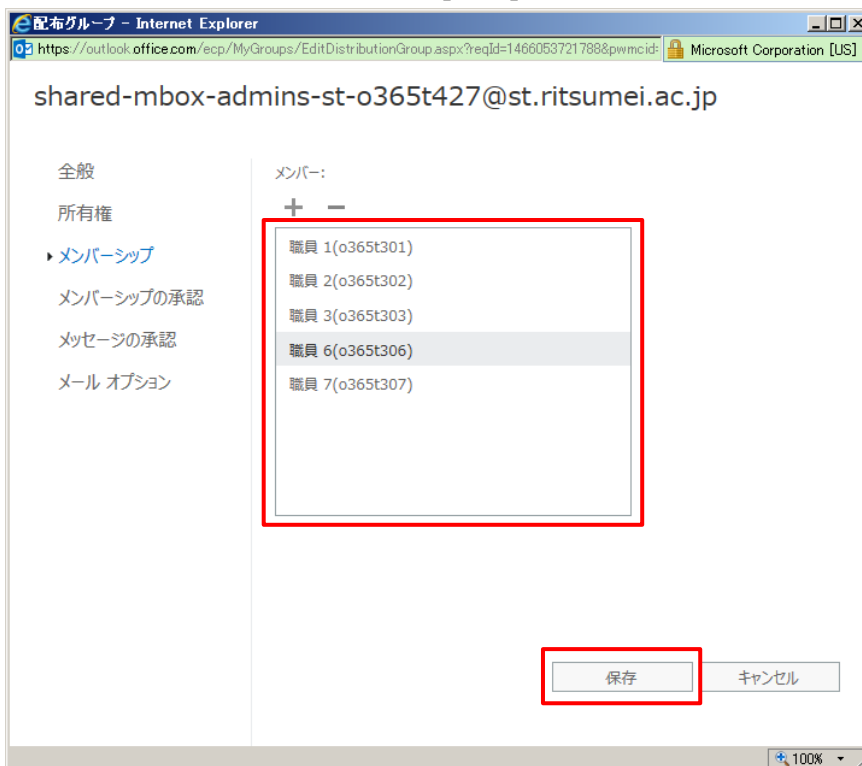 配布グループ - Internet Explorer
https://outlook.office.com/ecp/MyGroups/EditDistributionGroup.aspx?reqId=1466053721788&pwmcid= Microsoft Corporation [US]
shared-mbox-admins-st-o365t427@st.ritsumei.ac.jp
全般
所有権
メンバーシップ
メンバーシップの承認
メッセージの承認
メール オプション
メンバー:
職員 1(o365t301)
職員 2(o365t302)
職員 3(o365t303)
職員 6(o365t306)
職員 7(o365t307)
保存
キャンセル
100%